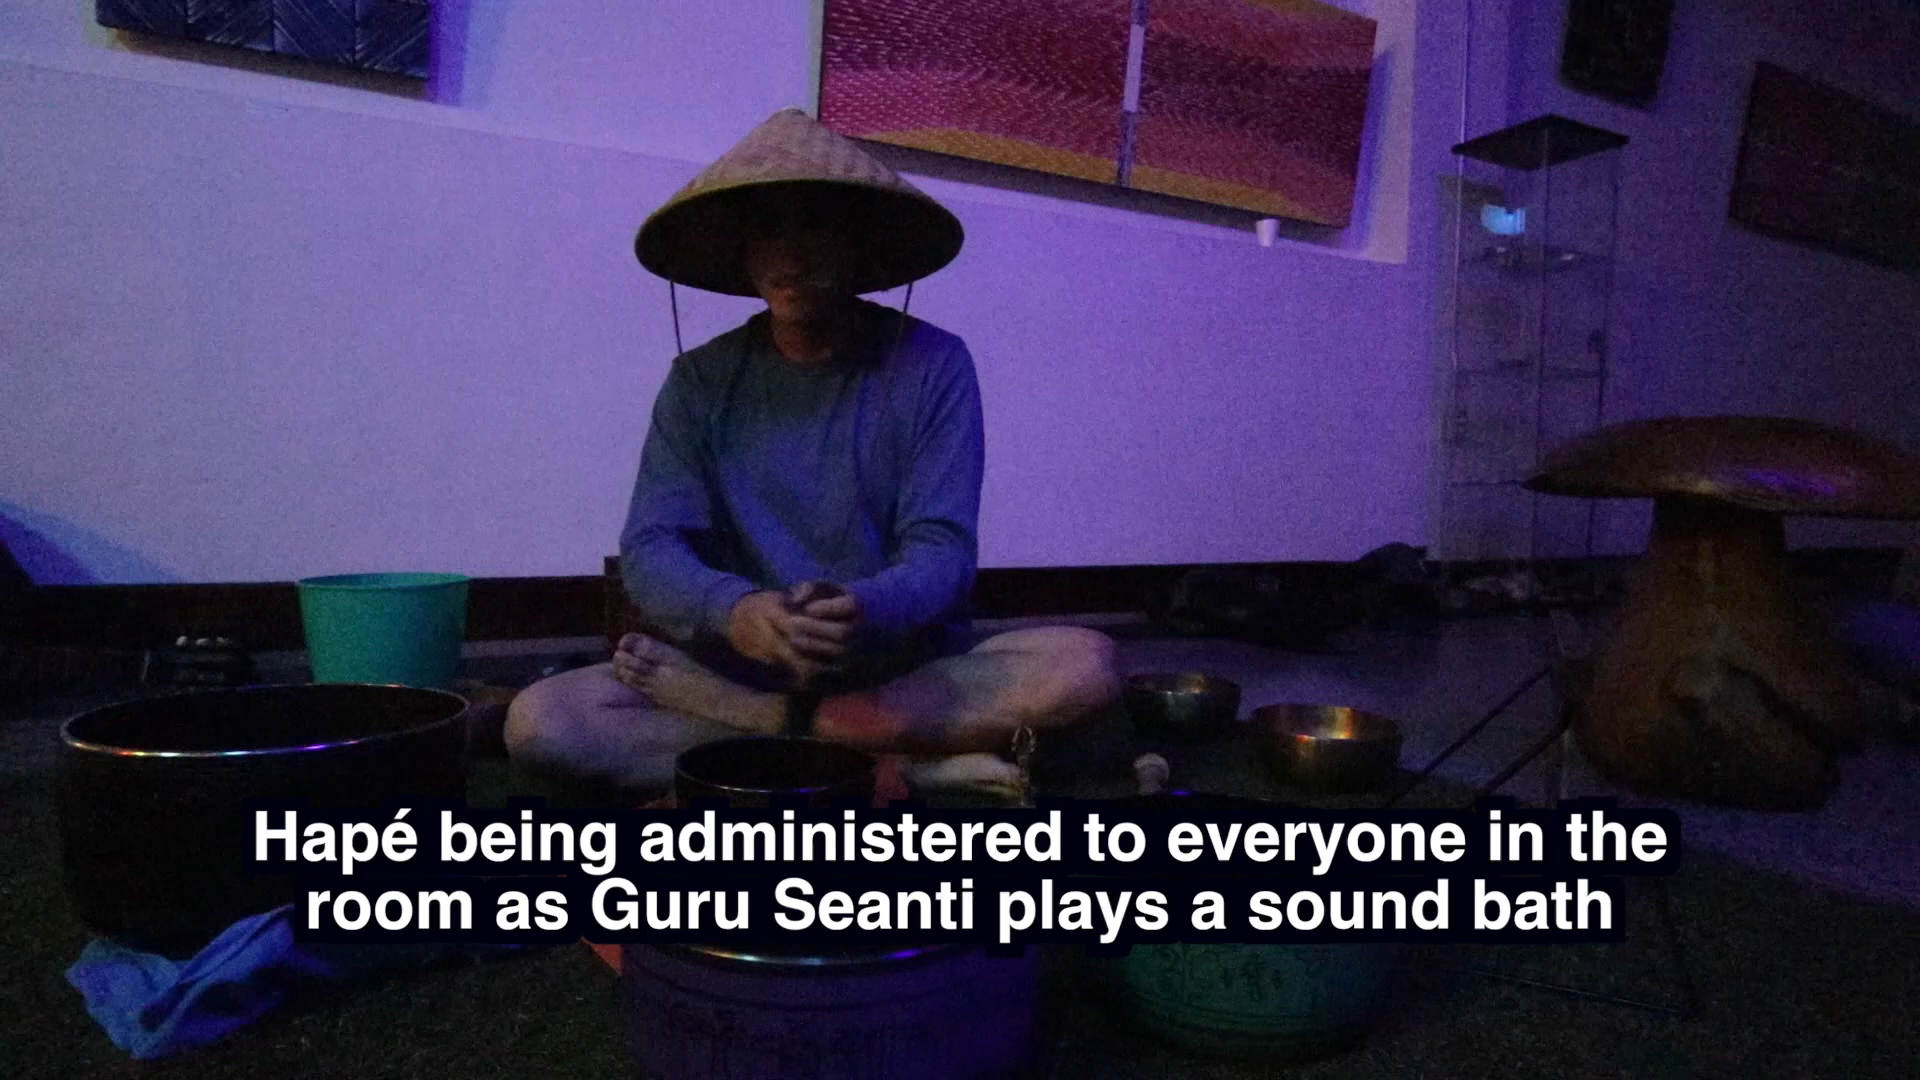 Hapé being administered to everyone in the
room as Guru Seanti plays a sound bath